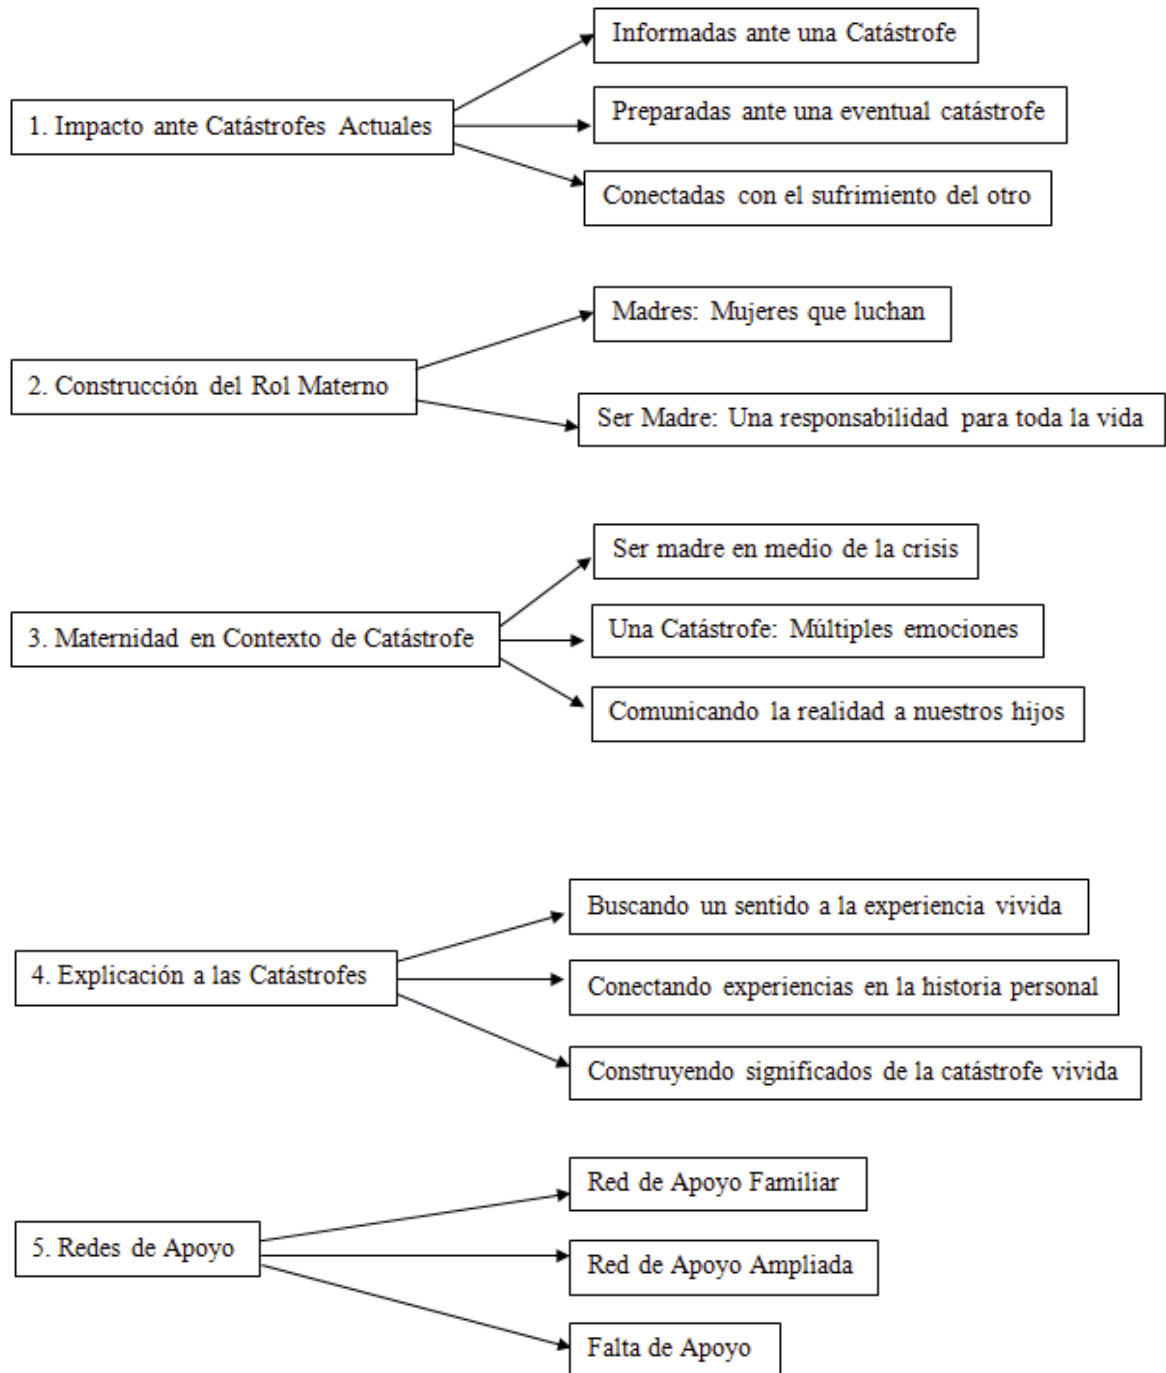 1. Impacto ante Catástrofes Actuales
Informadas ante una Catástrofe
Preparadas ante una eventual catástrofe
Conectadas con el sufrimiento del otro
2. Construcción del Rol Materno
Madres: Mujeres que luchan
Ser Madre: Una responsabilidad para toda la vida
3. Maternidad en Contexto de Catástrofe
Ser madre en medio de la crisis
Una Catástrofe: Múltiples emociones
Comunicando la realidad a nuestros hijos
4. Explicación a las Catástrofes
Buscando un sentido a la experiencia vivida
Conectando experiencias en la historia personal
Construyendo significados de la catástrofe vivida
5. Redes de Apoyo
Red de Apoyo Familiar
Red de Apoyo Ampliada
Falta de Apoyo